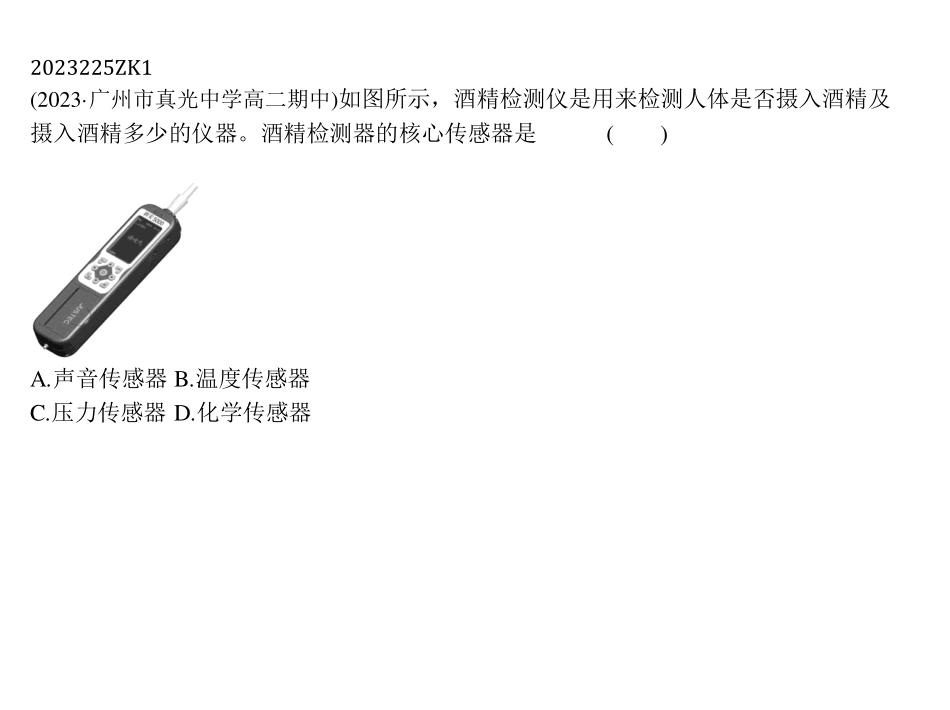 2023225ZK1
(2023·广州市真光中学高二期中)如图所示，酒精检测仪是用来检测人体是否摄入酒精及
摄入酒精多少的仪器。酒精检测器的核心传感器是 ( )
JUSTEC
A.声音传感器 B.温度传感器
C.压力传感器 D.化学传感器